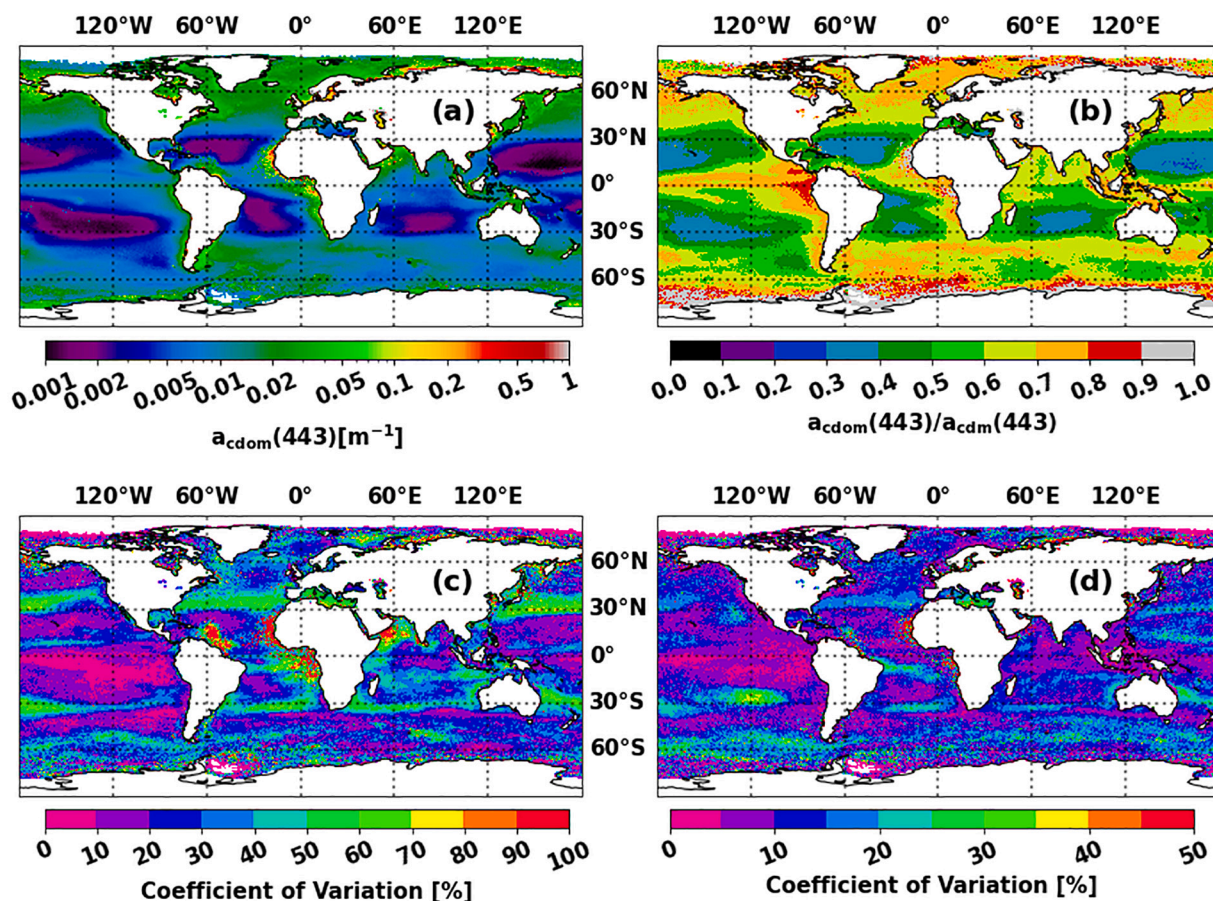 120°W 60°W 0° 60°E 120°E
120°W 60°W 0° 60°E 120°E
(a)
(b)
60°N
30°N
0°
30°S
60°S
0.001 0.002 0.005 0.01 0.02 0.05 0.1 0.2 0.5 1
0.0 0.1 0.2 0.3 0.4 0.5 0.6 0.7 0.8 0.9 1.0
a_cdom(443)[m⁻¹]
a_cdom(443)/a_cdm(443)
120°W 60°W 0° 60°E 120°E
120°W 60°W 0° 60°E 120°E
(c)
(d)
60°N
30°N
0°
30°S
60°S
0 10 20 30 40 50 60 70 80 90 100
0 10 20 30 40 50
Coefficient of Variation [%]
Coefficient of Variation [%]